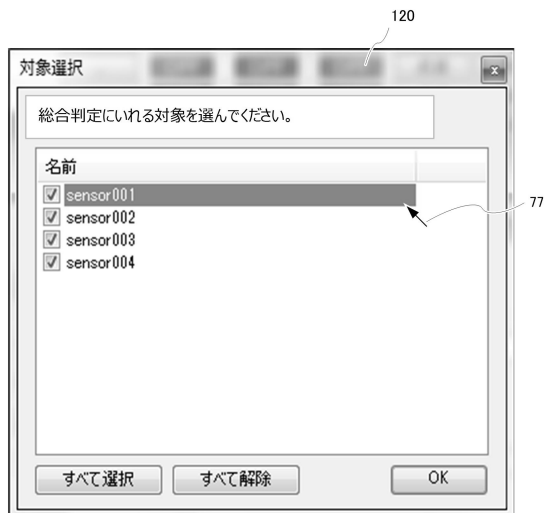 120
対象選択
総合判定にいれる対象を選んでください。
名前
sensor001
77
sensor002
sensor003
sensor004
すべて選択
すべて解除
OK